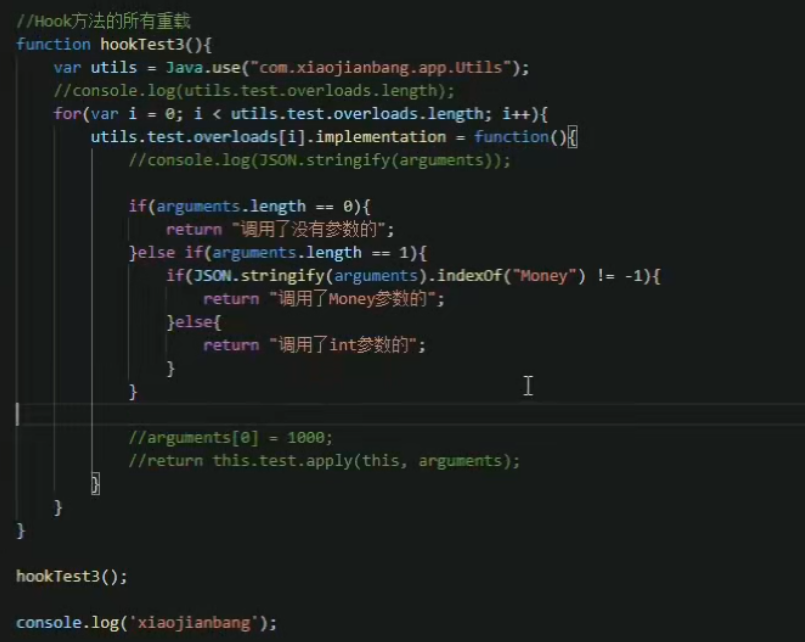 //Hook方法的所有重载
function hookTest3(){
    var utils = Java.use("com.xiaojianbang.app.Utils");
    //console.log(utils.test.overloads.length);
    for(var i = 0; i < utils.test.overloads.length; i++){
        utils.test.overloads[i].implementation = function(){
            //console.log(JSON.stringify(arguments));

            if(arguments.length == 0){
                return "调用了没有参数的";
            }else if(arguments.length == 1){
                if(JSON.stringify(arguments).indexOf("Money") != -1){
                    return "调用了Money参数的";
                }else{
                    return "调用了int参数的";
                }
            }

            //arguments[0] = 1000;
            //return this.test.apply(this, arguments);
        }
    }
}

hookTest3();

console.log('xiaojianbang');